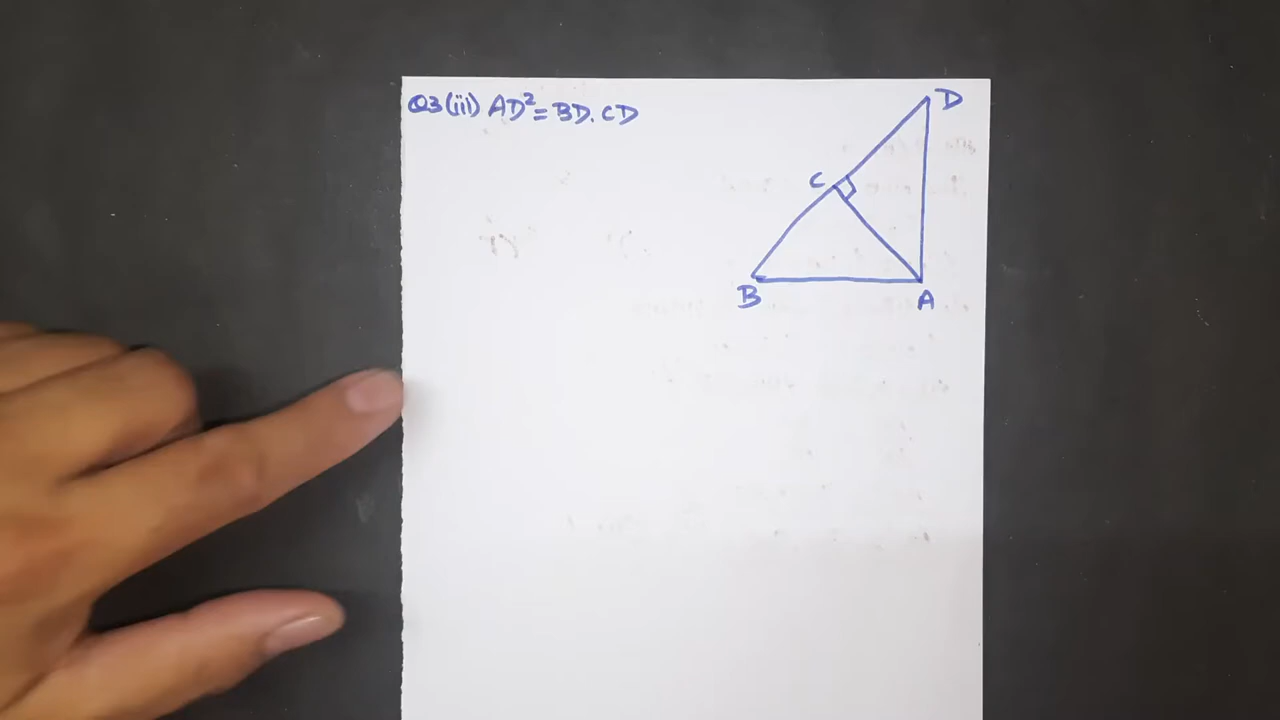 Q3 (iii) AD² = BD . CD
D
C
B
A